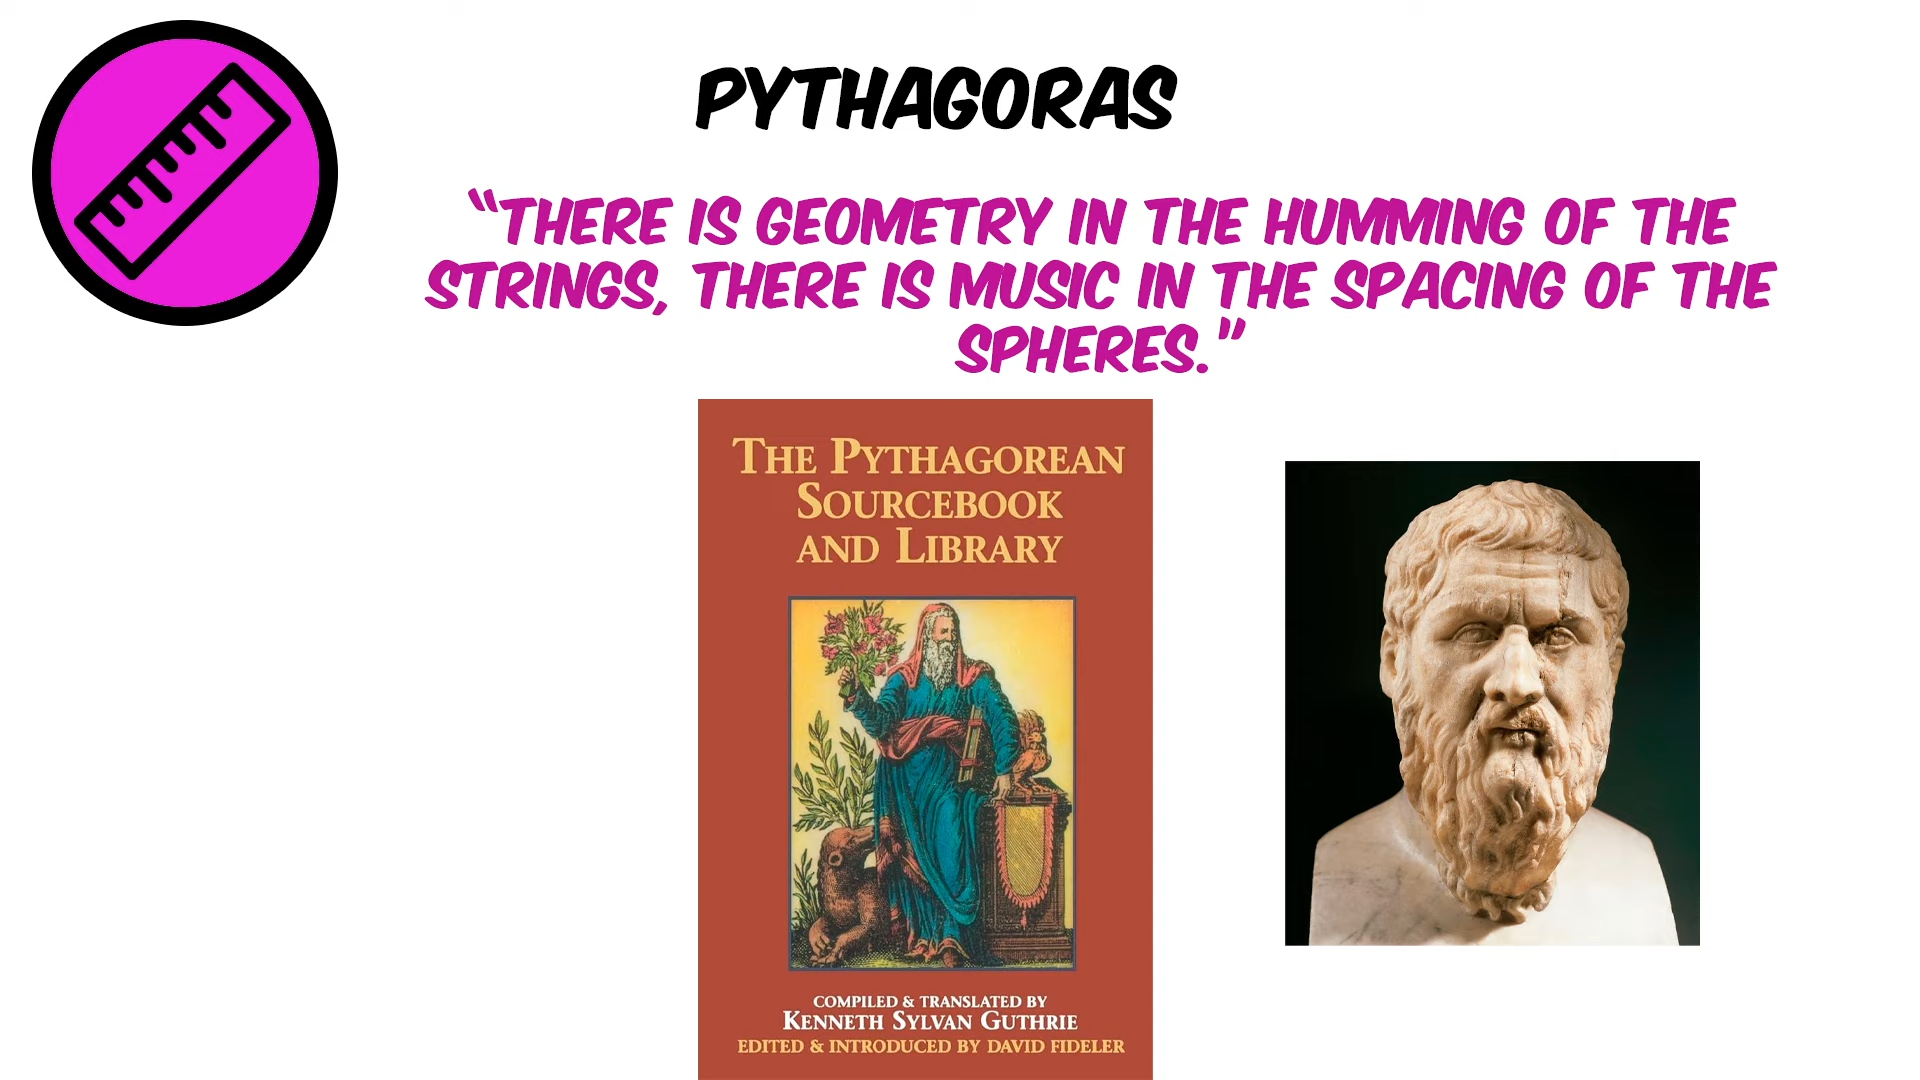 PYTHAGORAS
“THERE IS GEOMETRY IN THE HUMMING OF THE
STRINGS, THERE IS MUSIC IN THE SPACING OF THE
SPHERES.”
THE PYTHAGOREAN
SOURCEBOOK
AND LIBRARY
COMPILED & TRANSLATED BY
KENNETH SYLVAN GUTHRIE
EDITED & INTRODUCED BY DAVID FIDELER